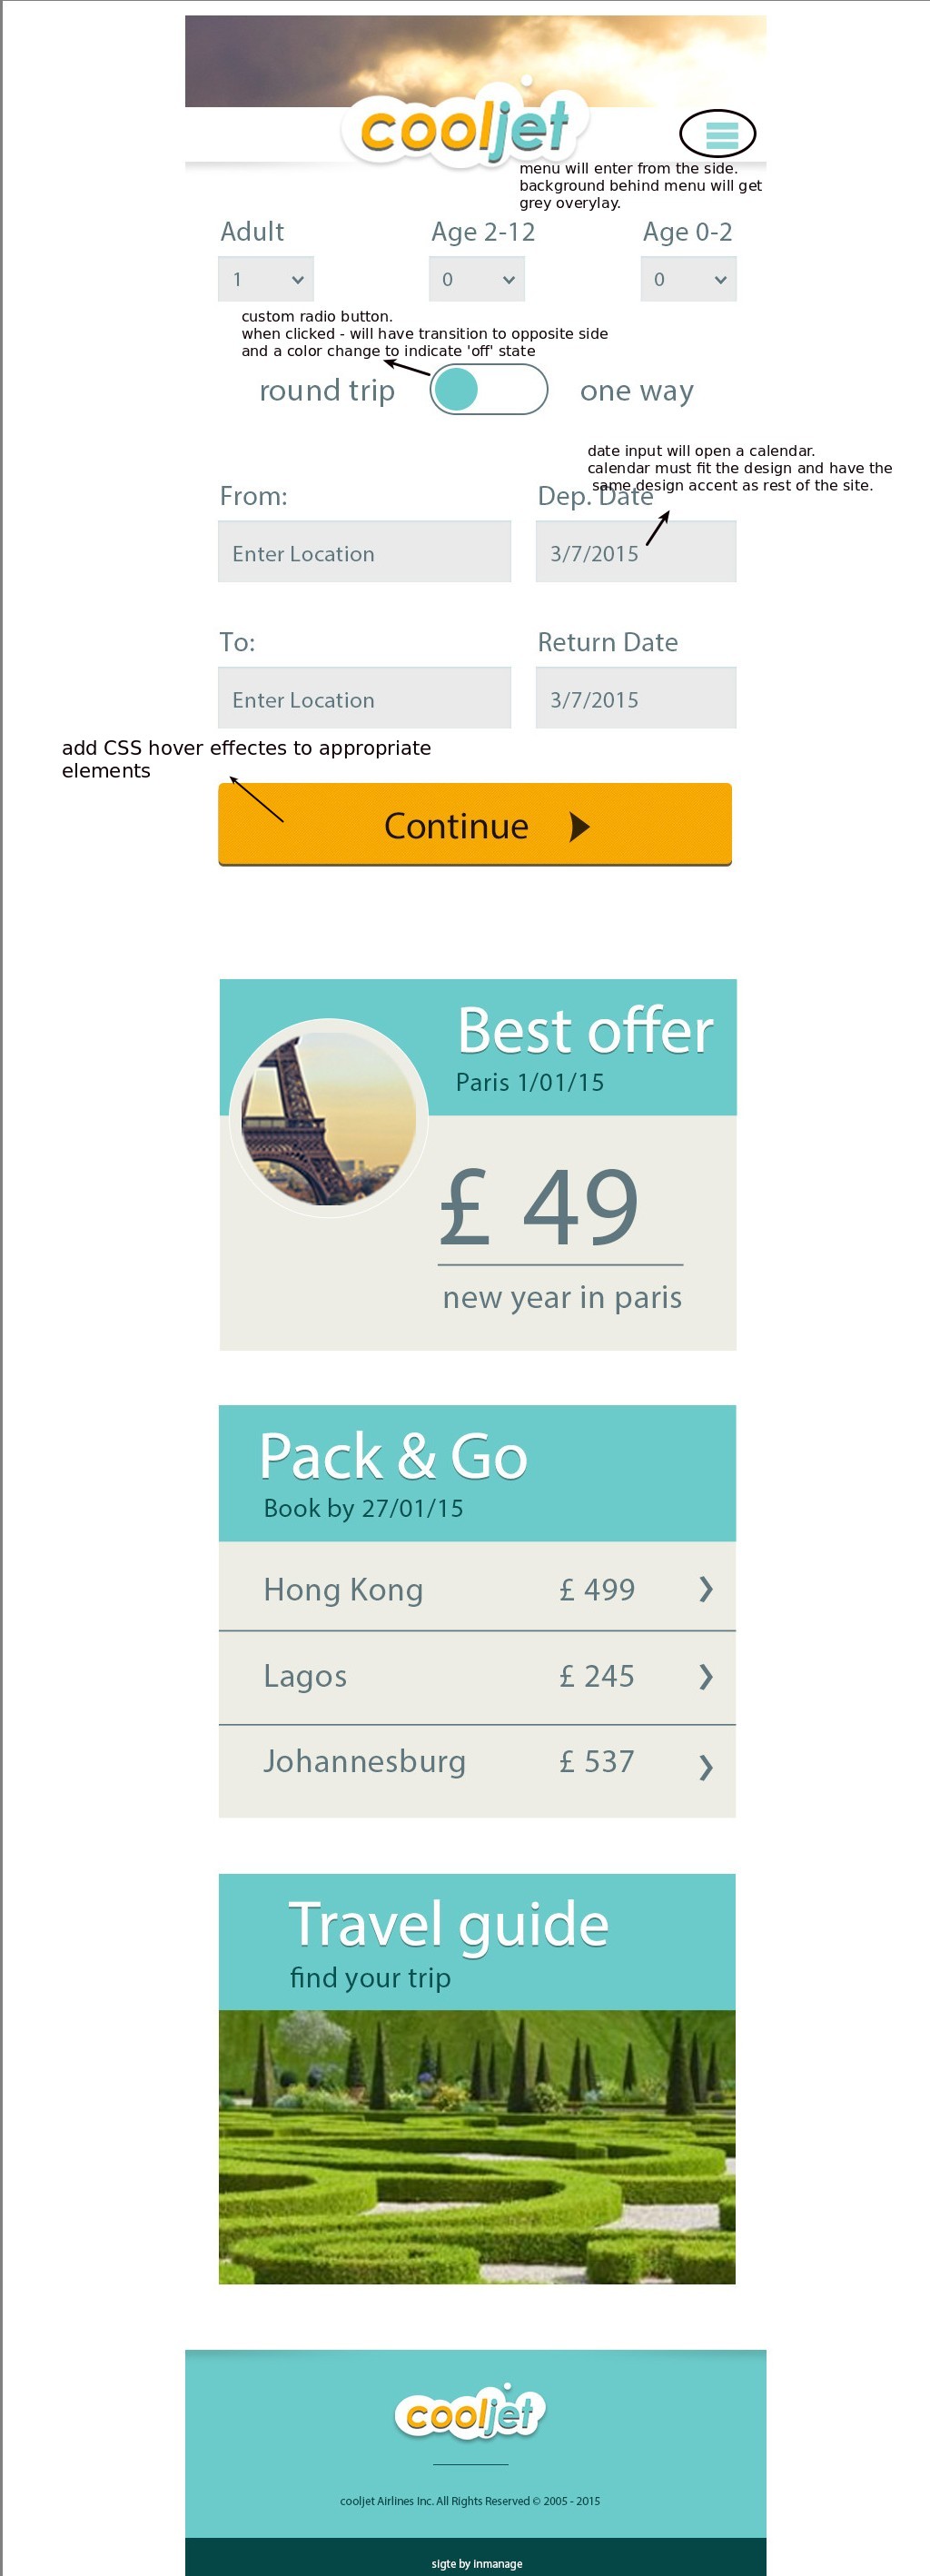 cooljet
menu will enter from the side.
background behind menu will get
grey overylay.
Adult Age 2-12 Age 0-2
1 0 0
custom radio button.
when clicked - will have transition to opposite side
and a color change to indicate 'off' state
round trip one way
date input will open a calendar.
calendar must fit the design and have the
same design accent as rest of the site.
From: Dep. Date
Enter Location 3/7/2015
To: Return Date
Enter Location 3/7/2015
add CSS hover effectes to appropriate
elements
Continue
Best offer
Paris 1/01/15
£ 49
new year in paris
Pack & Go
Book by 27/01/15
Hong Kong £ 499
Lagos £ 245
Johannesburg £ 537
Travel guide
find your trip
cooljet
cooljet Airlines Inc. All Rights Reserved © 2005 - 2015
sigte by inmanage